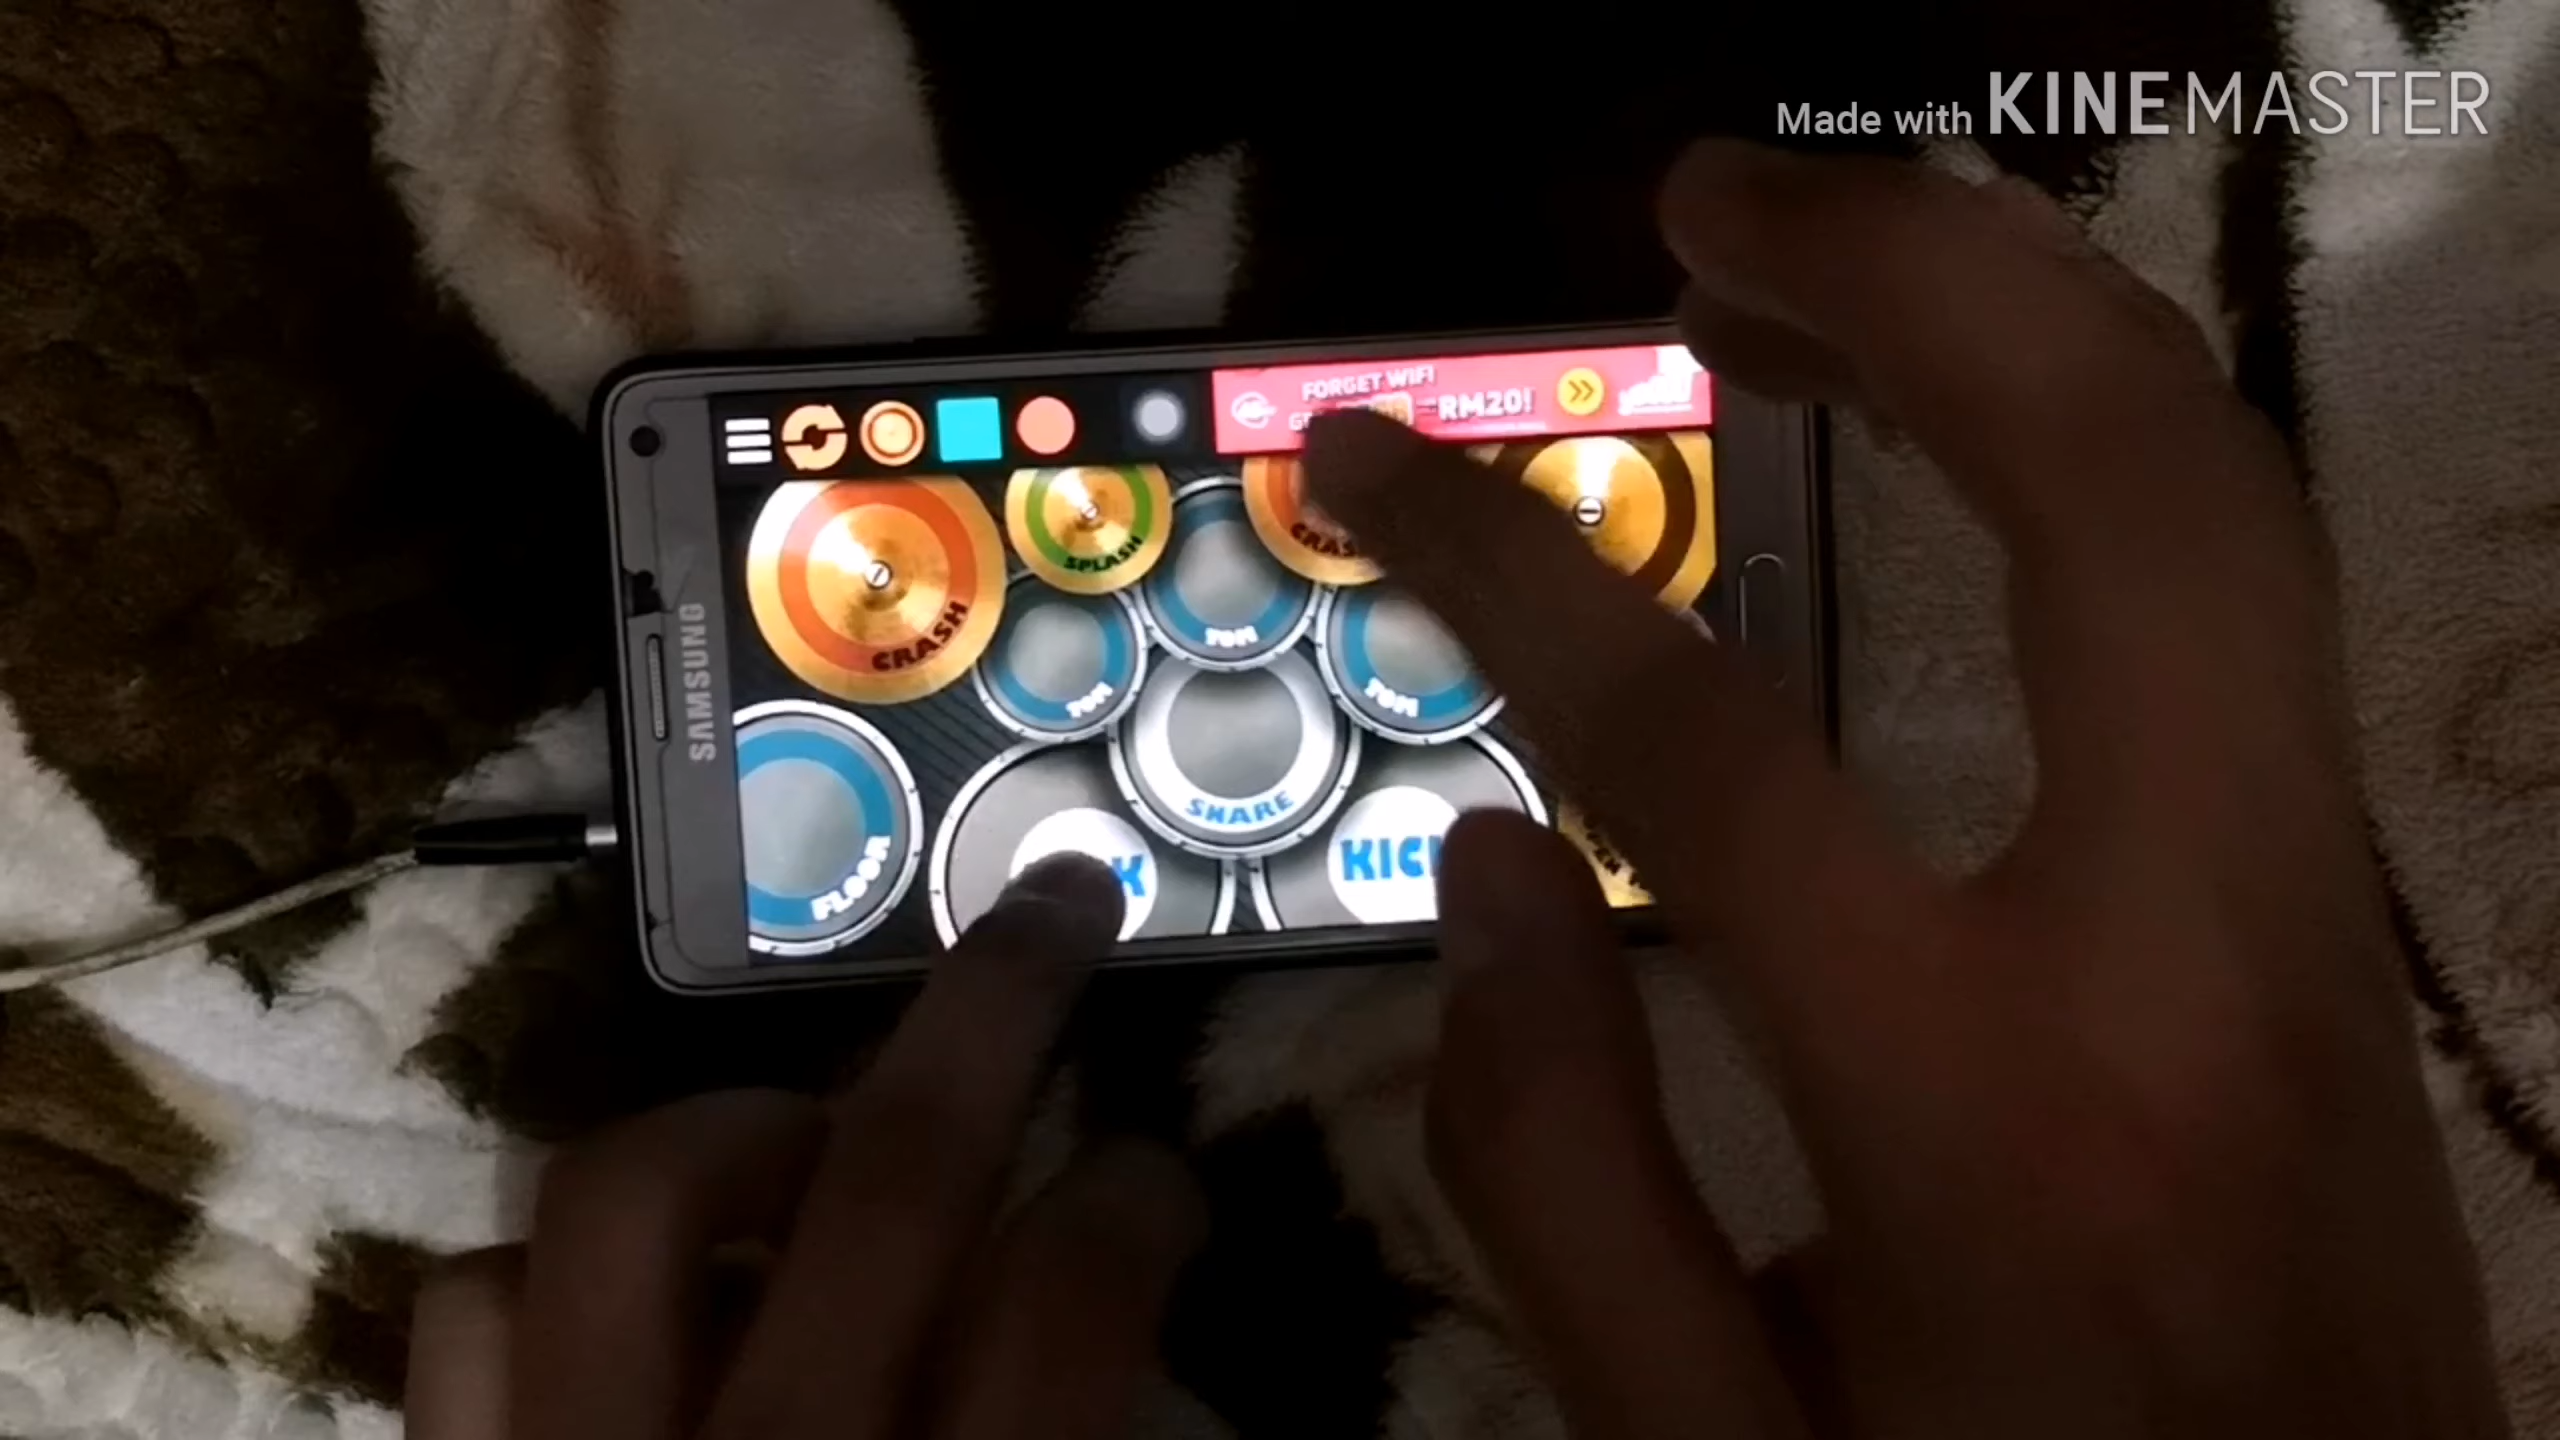 Made with KINEMASTER
FORGET WIFI
RM20!
SAMSUNG
CRASH
SPLASH
TOM
TOM
TOM
SNARE
FLOOR
KICK